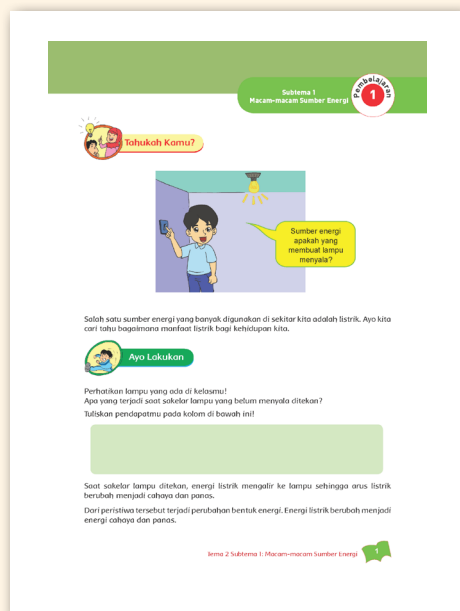 Subtema 1
Macam-macam Sumber Energi
Pembelajaran
1
Tahukah Kamu?
Sumber energi
apakah yang
membuat lampu
menyala?
Salah satu sumber energi yang banyak digunakan di sekitar kita adalah listrik. Ayo kita
cari tahu bagaimana manfaat listrik bagi kehidupan kita.
Ayo Lakukan
Perhatikan lampu yang ada di kelasmu!
Apa yang terjadi saat sakelar lampu yang belum menyala ditekan?
Tuliskan pendapatmu pada kolom di bawah ini!
Saat sakelar lampu ditekan, energi listrik mengalir ke lampu sehingga arus listrik
berubah menjadi cahaya dan panas.
Dari peristiwa tersebut terjadi perubahan bentuk energi. Energi listrik berubah menjadi
energi cahaya dan panas.
Tema 2 Subtema 1: Macam-macam Sumber Energi
1